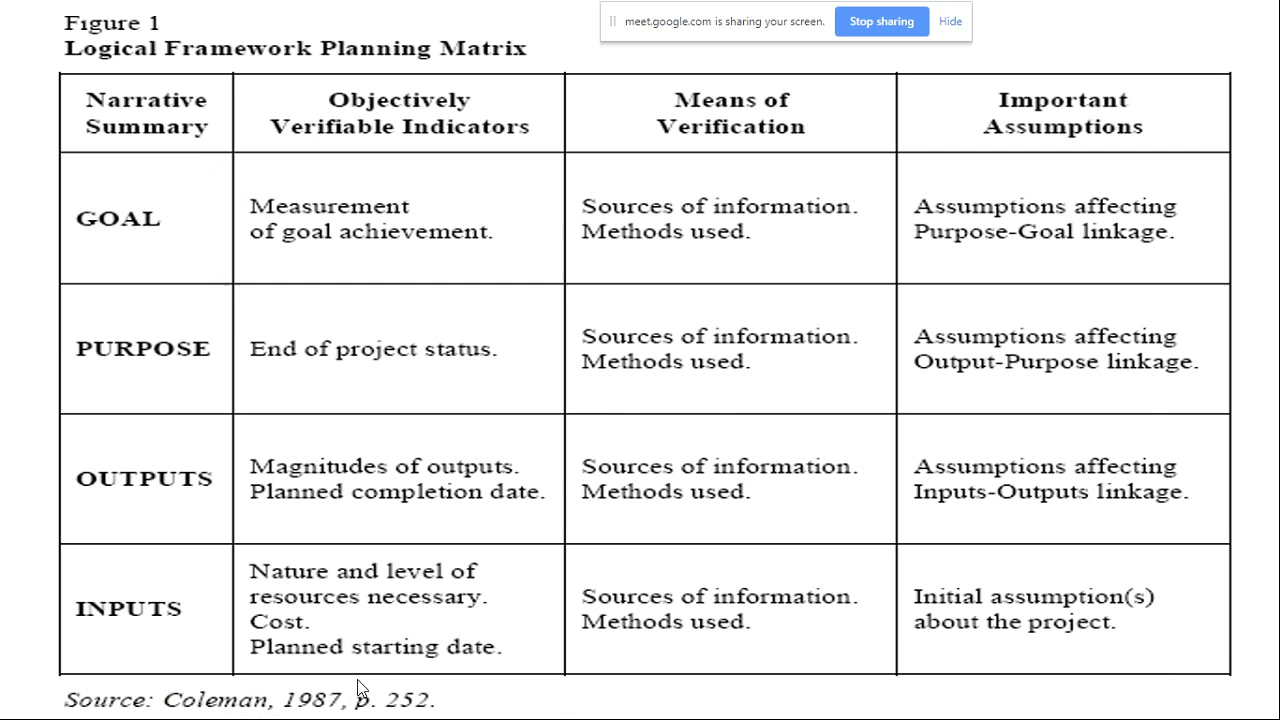 Figure 1
Logical Framework Planning Matrix
meet.google.com is sharing your screen. Stop sharing Hide
Narrative Summary
Objectively Verifiable Indicators
Means of Verification
Important Assumptions
GOAL
Measurement
of goal achievement.
Sources of information.
Methods used.
Assumptions affecting
Purpose-Goal linkage.
PURPOSE
End of project status.
Sources of information.
Methods used.
Assumptions affecting
Output-Purpose linkage.
OUTPUTS
Magnitudes of outputs.
Planned completion date.
Sources of information.
Methods used.
Assumptions affecting
Inputs-Outputs linkage.
INPUTS
Nature and level of
resources necessary.
Cost.
Planned starting date.
Sources of information.
Methods used.
Initial assumption(s)
about the project.
Source: Coleman, 1987, p. 252.